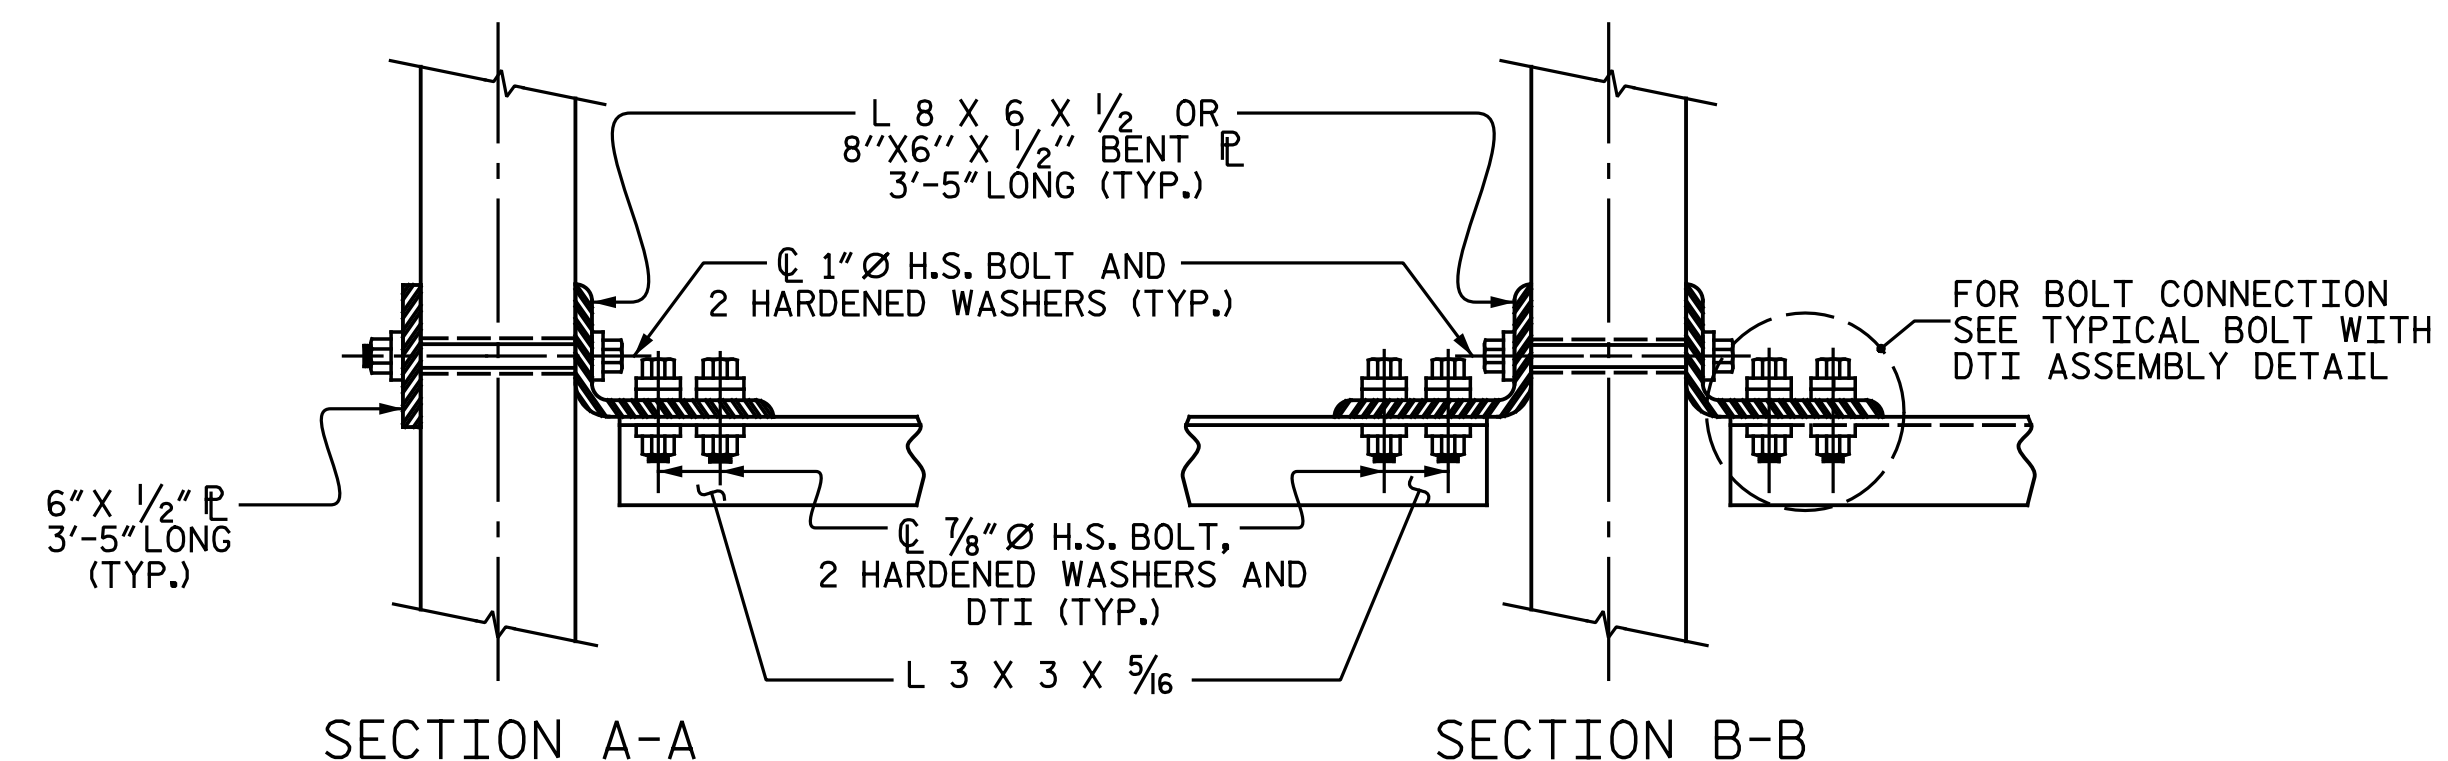 L 8 X 6 X 1/2 OR
8"X6"X 1/2" BENT ⅊
3'-5"LONG (TYP.)
℄ 1"Ø H.S. BOLT AND
2 HARDENED WASHERS (TYP.)
FOR BOLT CONNECTION
SEE TYPICAL BOLT WITH
DTI ASSEMBLY DETAIL
6"X 1/2" ⅊
3'-5"LONG
(TYP.)
℄ 7/8"Ø H.S. BOLT,
2 HARDENED WASHERS AND
DTI (TYP.)
L 3 X 3 X 5/16
SECTION A-A
SECTION B-B